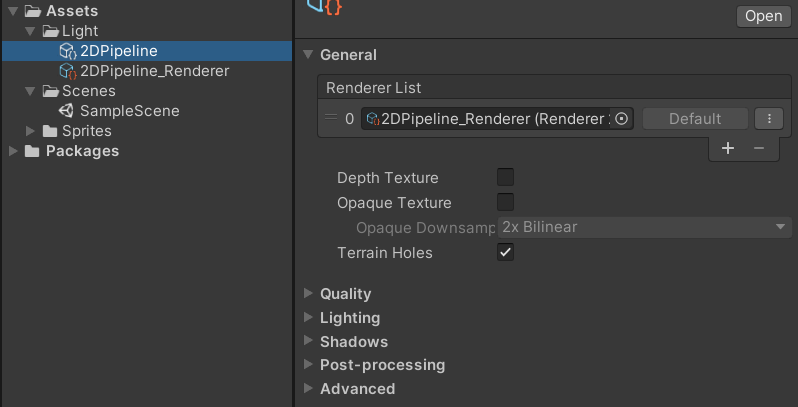 Assets
Light
2DPipeline
2DPipeline_Renderer
Scenes
SampleScene
Sprites
Packages
Open
General
Renderer List
0 2DPipeline_Renderer (Renderer 2 Default
Depth Texture
Opaque Texture
Opaque Downsamp 2x Bilinear
Terrain Holes
Quality
Lighting
Shadows
Post-processing
Advanced